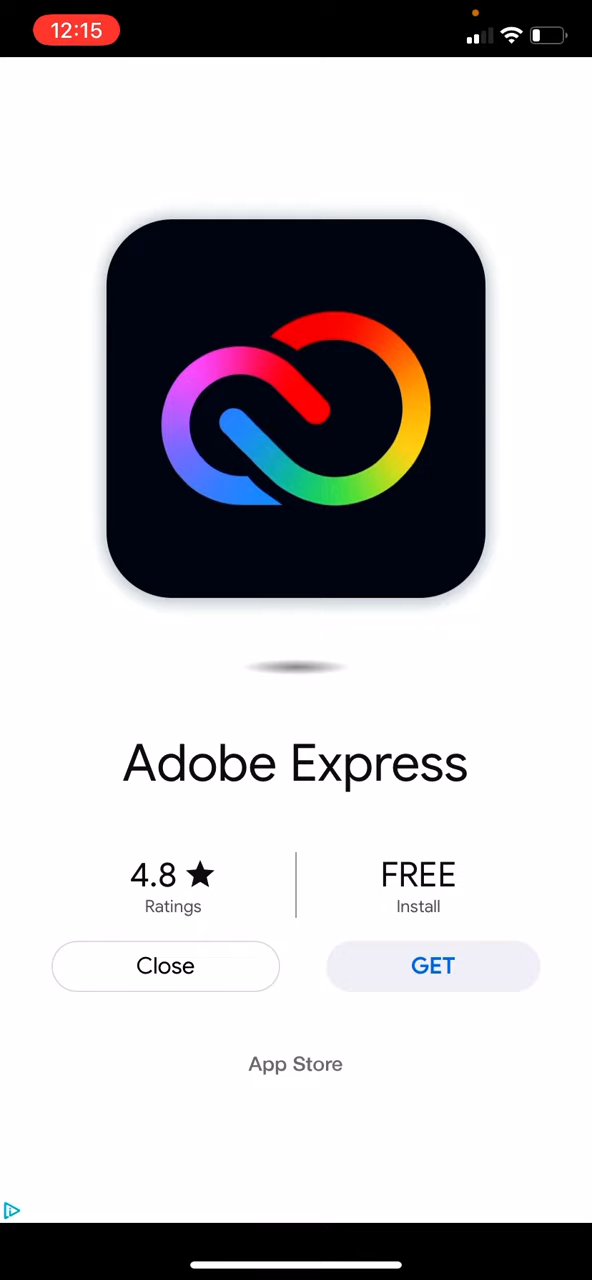 12:15
Adobe Express
4.8 ★ FREE
Ratings Install
Close GET
App Store